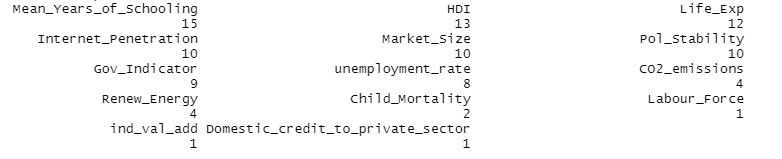 Mean_Years_of_Schooling HDI Life_Exp
15 13 12
Internet_Penetration Market_Size Pol_Stability
10 10 10
Gov_Indicator unemployment_rate CO2_emissions
9 8 4
Renew_Energy Child_Mortality Labour_Force
4 2 1
ind_val_add Domestic_credit_to_private_sector
1 1